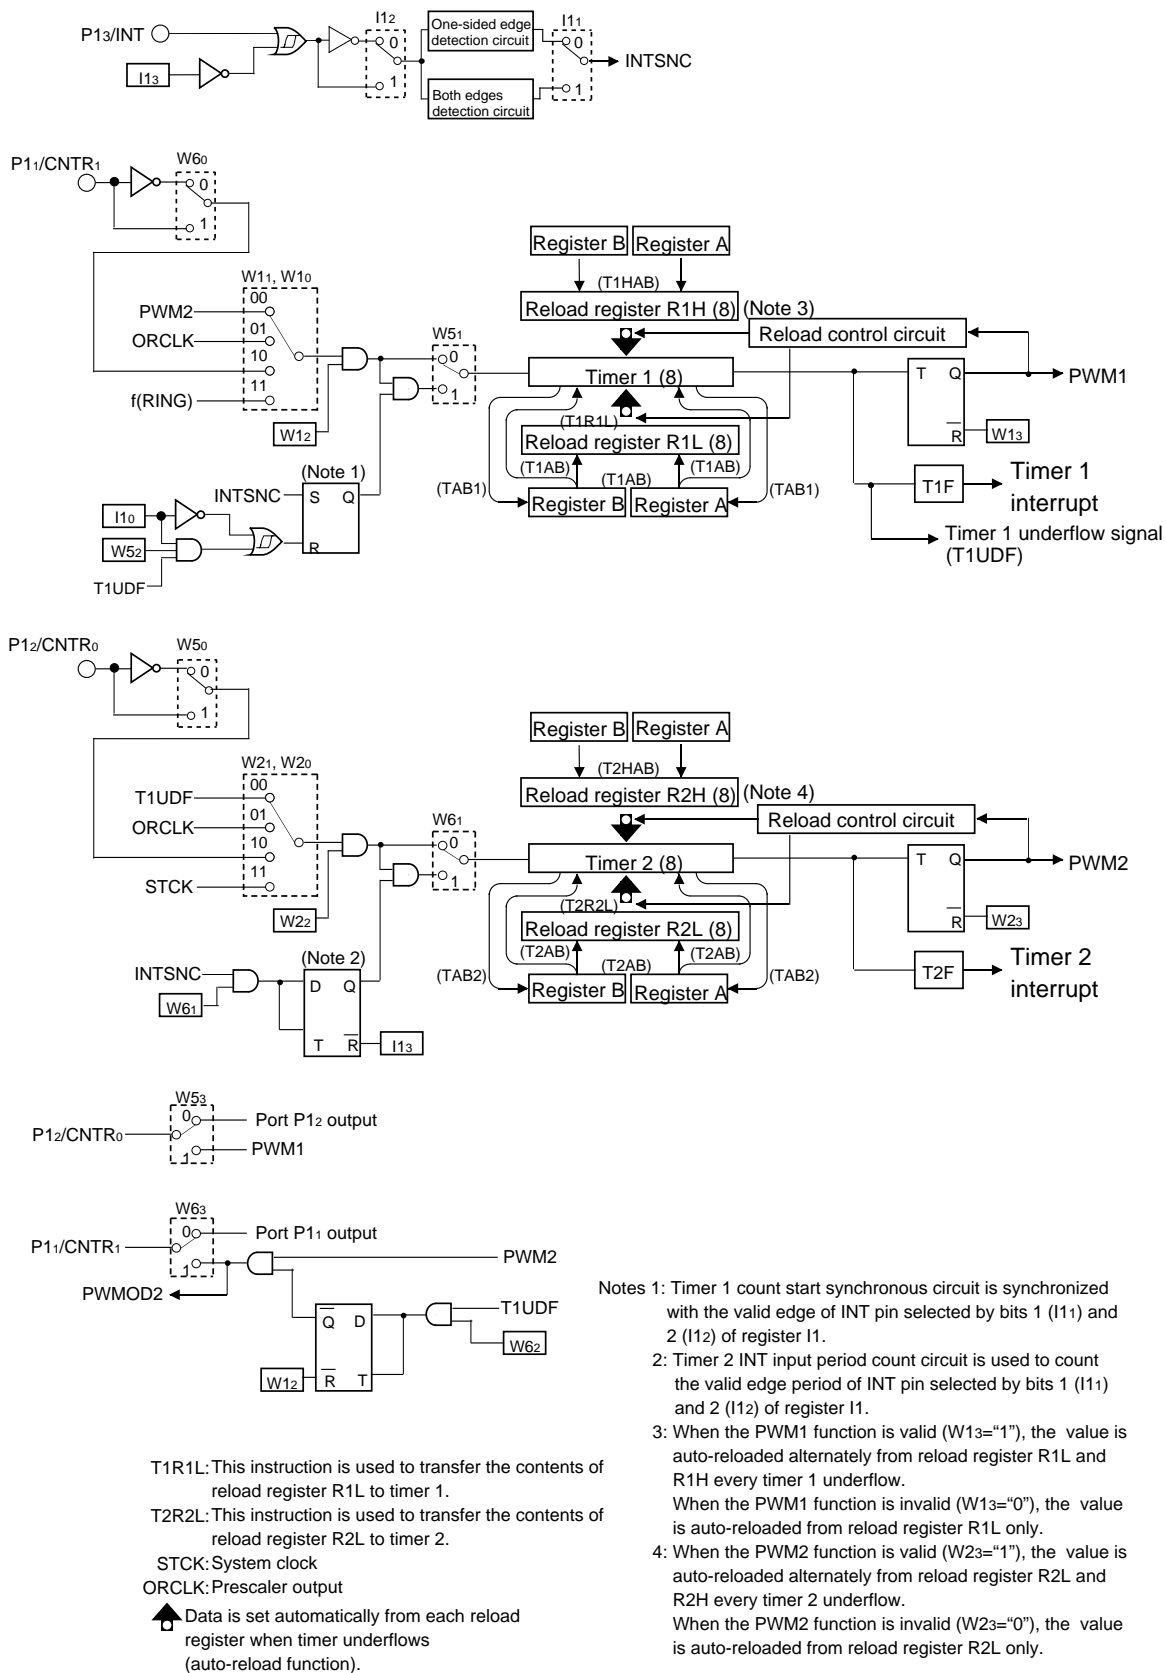 I12
I11
One-sided edge
detection circuit
P13/INT
0
0
INTSNC
I13
1
Both edges
detection circuit
1
P11/CNTR1
W60
0
1
Register B
Register A
(T1HAB)
W11, W10
Reload register R1H (8)
(Note 3)
00
PWM2
01
ORCLK
10
11
f(RING)
W51
0
1
Reload control circuit
Timer 1 (8)
T
Q
PWM1
R
W13
W12
(T1R1L)
Reload register R1L (8)
(T1AB)
(T1AB)
(T1AB)
(TAB1)
Register B
Register A
(TAB1)
T1F
Timer 1
interrupt
Timer 1 underflow signal
(T1UDF)
(Note 1)
INTSNC
S
Q
I10
R
W52
T1UDF
P12/CNTR0
W50
0
1
Register B
Register A
(T2HAB)
W21, W20
Reload register R2H (8)
(Note 4)
00
T1UDF
01
ORCLK
10
11
STCK
W61
0
1
Reload control circuit
Timer 2 (8)
T
Q
PWM2
R
W23
W22
(T2R2L)
Reload register R2L (8)
(T2AB)
(T2AB)
(T2AB)
(TAB2)
Register B
Register A
(TAB2)
T2F
Timer 2
interrupt
(Note 2)
INTSNC
D
Q
W61
T
R
I13
W53
0
Port P12 output
P12/CNTR0
1
PWM1
W63
0
Port P11 output
P11/CNTR1
1
PWM2
PWMOD2
Q
D
T1UDF
W62
W12
R
T
Notes 1: Timer 1 count start synchronous circuit is synchronized
with the valid edge of INT pin selected by bits 1 (I11) and
2 (I12) of register I1.
2: Timer 2 INT input period count circuit is used to count
the valid edge period of INT pin selected by bits 1 (I11)
and 2 (I12) of register I1.
3: When the PWM1 function is valid (W13=“1”), the value is
auto-reloaded alternately from reload register R1L and
R1H every timer 1 underflow.
When the PWM1 function is invalid (W13=“0”), the value
is auto-reloaded from reload register R1L only.
4: When the PWM2 function is valid (W23=“1”), the value is
auto-reloaded alternately from reload register R2L and
R2H every timer 2 underflow.
When the PWM2 function is invalid (W23=“0”), the value
is auto-reloaded from reload register R2L only.
T1R1L: This instruction is used to transfer the contents of
reload register R1L to timer 1.
T2R2L: This instruction is used to transfer the contents of
reload register R2L to timer 2.
STCK: System clock
ORCLK: Prescaler output
Data is set automatically from each reload
register when timer underflows
(auto-reload function).